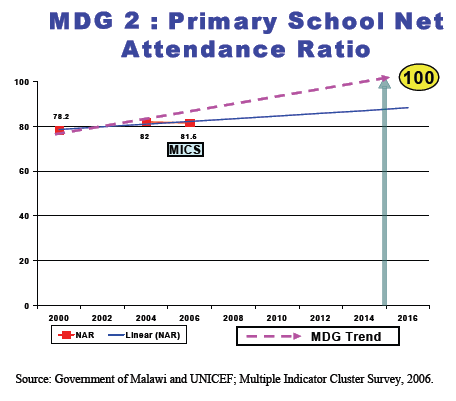 MDG 2 : Primary School Net
Attendance Ratio
100
100
78.2
80
82
81.5
MICS
60
40
20
0
2000 2002 2004 2006 2008 2010 2012 2014 2016
NAR Linear (NAR) MDG Trend
Source: Government of Malawi and UNICEF; Multiple Indicator Cluster Survey, 2006.